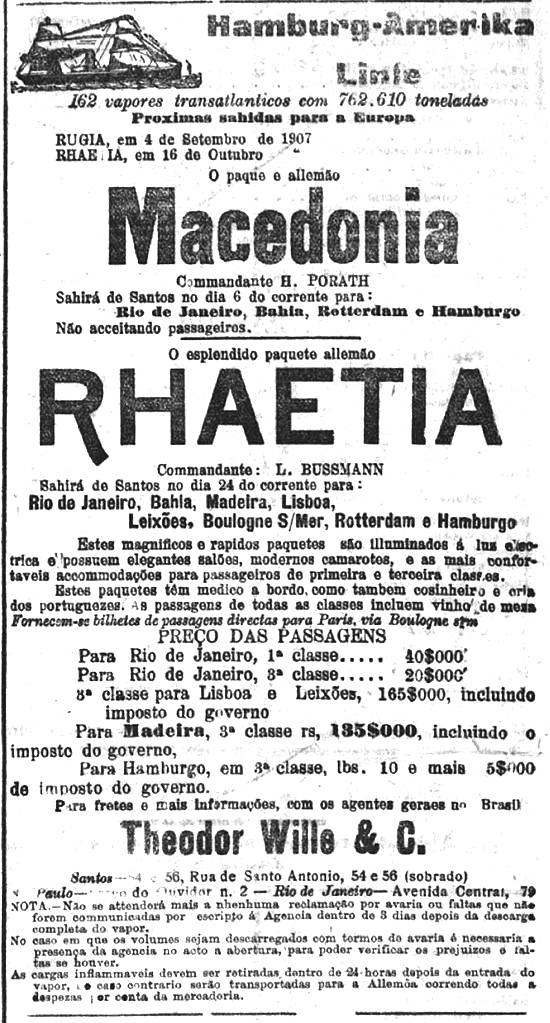 Hamburg-Amerika
Linie
162 vapores transatlanticos com 762.610 toneladas
Proximas sahidas para a Europa
RUGIA, em 4 de Setembro de 1907
RHAE IA, em 16 de Outubro "
O paque e allemão
Macedonia
Commandante H. PORATH
Sahirá de Santos no dia 6 do corrente para:
Rio de Janeiro, Bahia, Rotterdam e Hamburgo
Não acceitando passageiros.
O esplendido paquete allemão
RHAETIA
Commandante: L. BUSSMANN
Sahirá de Santos no dia 24 do corrente para:
Rio de Janeiro, Bahia, Madeira, Lisboa,
Leixões, Boulogne S/Mer, Rotterdam e Hamburgo
Estes magnificos e rapidos paquetes são illuminados á luz elec-
trica e possuem elegantes salões, modernos camarotes, e as mais confor-
taveis accommodações para passageiros de primeira e terceira classes.
Estes paquetes têm medico a bordo, como tambem cosinheiro e cria
dos portuguezes. As passagens de todas as classes incluem vinho de mesa
Fornecem-se bilhetes de passagens directas para Paris, via Boulogne s/m
PREÇO DAS PASSAGENS
Para Rio de Janeiro, 1ª classe..... 40$000
Para Rio de Janeiro, 3ª classe..... 20$000
3ª classe para Lisboa e Leixões, 165$000, incluindo
imposto do governo
Para Madeira, 3ª classe rs, 135$000, incluindo o
imposto do governo,
Para Hamburgo, em 3ª classe, lbs. 10 e mais 5$000
de imposto do governo.
Para fretes e mais informações, com os agentes geraes no Brasil
Theodor Wille & C.
Santos— 56, Rua de Santo Antonio, 54 e 56 (sobrado)
Paulo— do Ouvidor n. 2 — Rio de Janeiro— Avenida Central, 79
NOTA.—Não se attenderá mais a nhenhuma reclamação por avaria ou faltas que não
forem communicadas por escripto á Agencia dentro de 3 dias depois da descarga
completa do vapor.
No caso em que os volumes sejam descarregados com termos de avaria é necessaria a
presença da agencia no acto a abertura, para poder verificar os prejuizos e fal-
tas se houver.
As cargas inflammaveis devem ser retiradas dentro de 24 horas depois da entrada do
vapor, caso contrario serão transportadas para a Allemôa correndo todas a
despezas por conta da mercadoria.